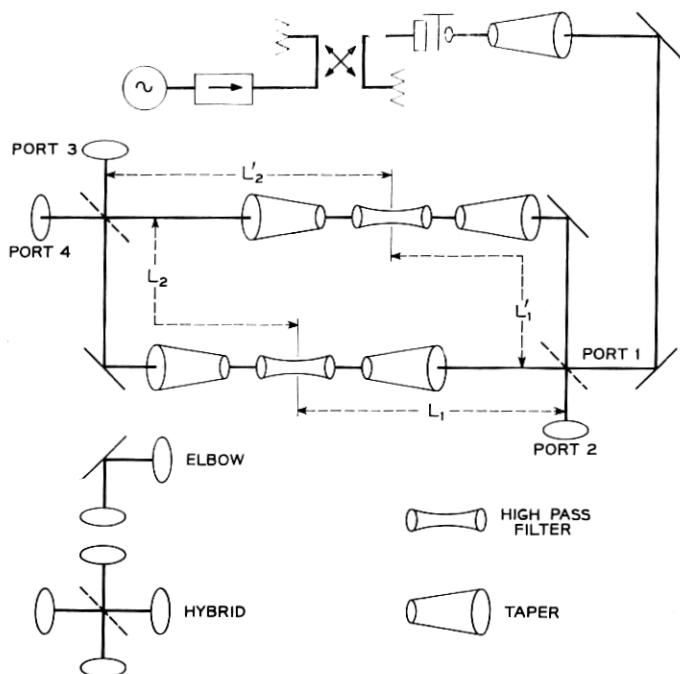 PORT 3
L'₂
PORT 4
L₂
L'₁
PORT 1
L₁
PORT 2
ELBOW
HIGH PASS
FILTER
HYBRID
TAPER